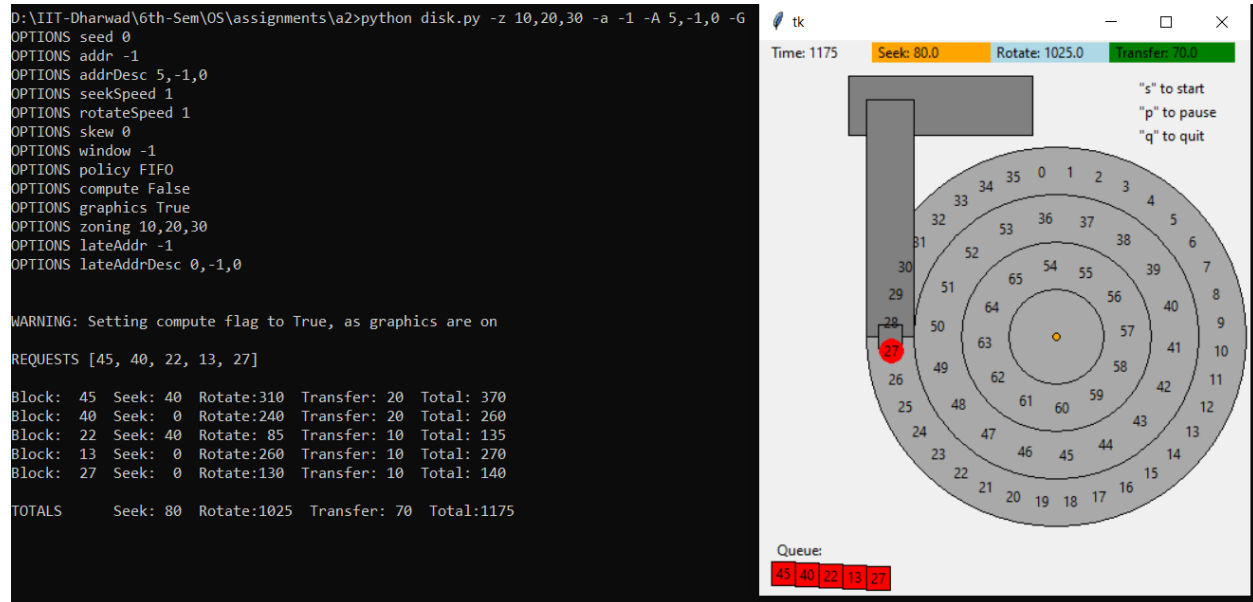 D:\IIT-Dharwad\6th-Sem\OS\assignments\a2>python disk.py -z 10,20,30 -a -1 -A 5,-1,0 -G
OPTIONS seed 0
OPTIONS addr -1
OPTIONS addrDesc 5,-1,0
OPTIONS seekSpeed 1
OPTIONS rotateSpeed 1
OPTIONS skew 0
OPTIONS window -1
OPTIONS policy FIFO
OPTIONS compute False
OPTIONS graphics True
OPTIONS zoning 10,20,30
OPTIONS lateAddr -1
OPTIONS lateAddrDesc 0,-1,0
WARNING: Setting compute flag to True, as graphics are on
REQUESTS [45, 40, 22, 13, 27]
Block:  45  Seek: 40  Rotate:310  Transfer: 20  Total: 370
Block:  40  Seek:  0  Rotate:240  Transfer: 20  Total: 260
Block:  22  Seek: 40  Rotate: 85  Transfer: 10  Total: 135
Block:  13  Seek:  0  Rotate:260  Transfer: 10  Total: 270
Block:  27  Seek:  0  Rotate:130  Transfer: 10  Total: 140
TOTALS      Seek: 80  Rotate:1025  Transfer: 70  Total:1175
tk
Time: 1175 Seek: 80.0 Rotate: 1025.0 Transfer: 70.0
"s" to start
"p" to pause
"q" to quit
0 1 2 3 4 5 6 7 8 9 10 11 12 13 14 15 16 17 18 19 20 21 22 23 24 25 26 27 28 29 30 31 32 33 34 35
36 37 38 39 40 41 42 43 44 45 46 47 48 49 50 51 52 53
54 55 56 57 58 59 60 61 62 63 64 65
Queue:
45 40 22 13 27